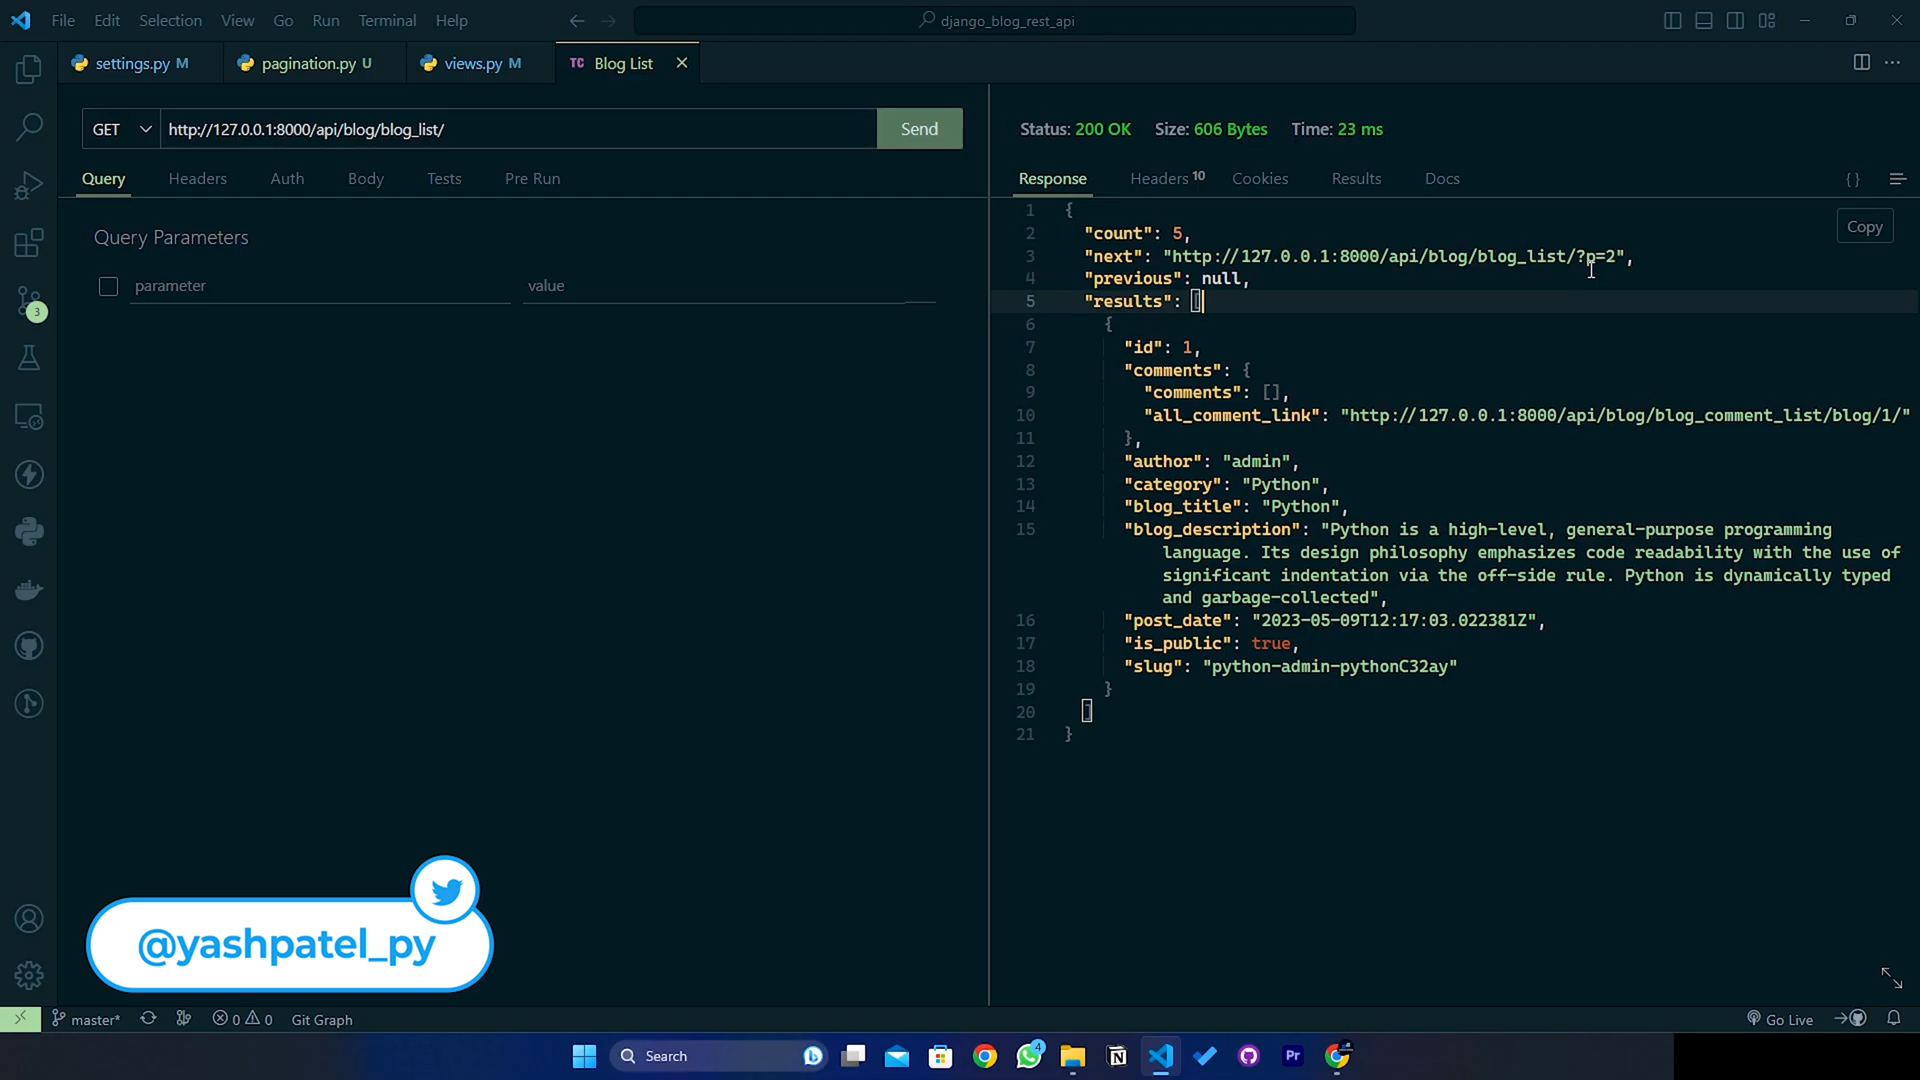 File Edit Selection View Go Run Terminal Help
django_blog_rest_api
settings.py M
pagination.py U
views.py M
TC Blog List
GET
http://127.0.0.1:8000/api/blog/blog_list/
Send
Query Headers Auth Body Tests Pre Run
Query Parameters
parameter value
Status: 200 OK Size: 606 Bytes Time: 23 ms
Response Headers 10 Cookies Results Docs
{ }
Copy
1 {
2 "count": 5,
3 "next": "http://127.0.0.1:8000/api/blog/blog_list/?p=2",
4 "previous": null,
5 "results": [
6 {
7 "id": 1,
8 "comments": {
9 "comments": [],
10 "all_comment_link": "http://127.0.0.1:8000/api/blog/blog_comment_list/blog/1/"
11 },
12 "author": "admin",
13 "category": "Python",
14 "blog_title": "Python",
15 "blog_description": "Python is a high-level, general-purpose programming
language. Its design philosophy emphasizes code readability with the use of
significant indentation via the off-side rule. Python is dynamically typed
and garbage-collected",
16 "post_date": "2023-05-09T12:17:03.022381Z",
17 "is_public": true,
18 "slug": "python-admin-pythonC32ay"
19 }
20 ]
21 }
3
@yashpatel_py
master* 0 0 Git Graph
Go Live
Search
4
N
Pr